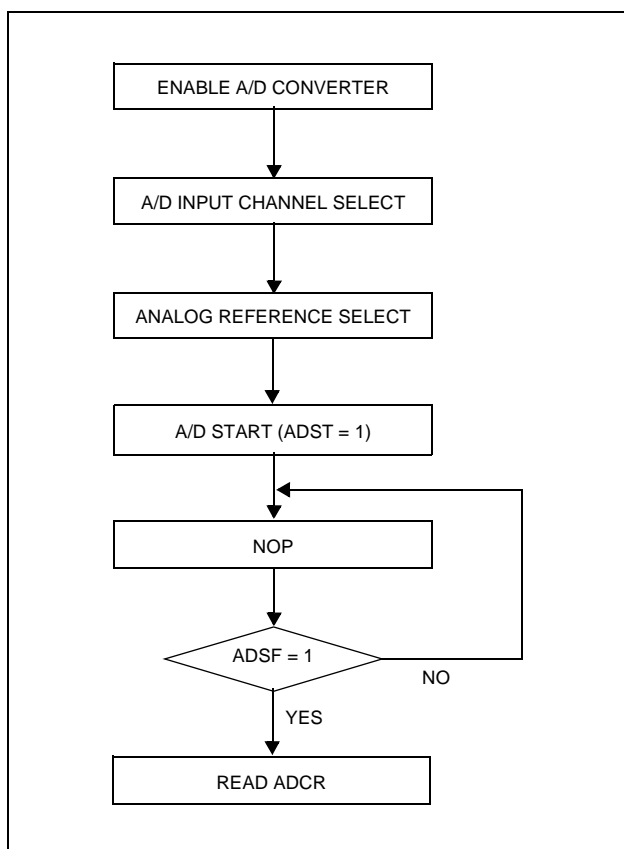 ENABLE A/D CONVERTER
A/D INPUT CHANNEL SELECT
ANALOG REFERENCE SELECT
A/D START (ADST = 1)
NOP
ADSF = 1
NO
YES
READ ADCR